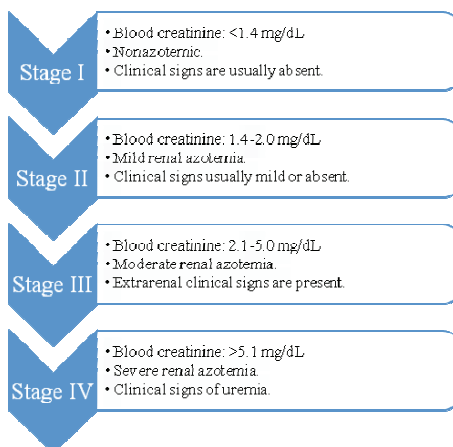 Stage I
• Blood creatinine: <1.4 mg/dL
• Nonazotemic.
• Clinical signs are usually absent.
Stage II
• Blood creatinine: 1.4-2.0 mg/dL
• Mild renal azotemia.
• Clinical signs usually mild or absent.
Stage III
• Blood creatinine: 2.1-5.0 mg/dL
• Moderate renal azotemia.
• Extrarenal clinical signs are present.
Stage IV
• Blood creatinine: >5.1 mg/dL
• Severe renal azotemia.
• Clinical signs of uremia.